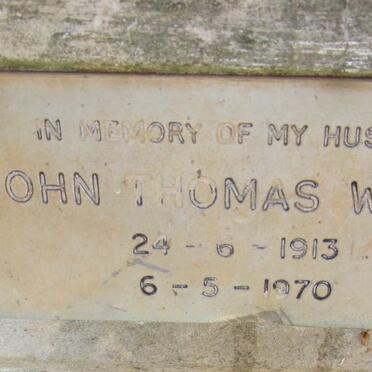 IN MEMORY OF MY HUS
OHN THOMAS W
24 - 6 - 1913
6 - 5 - 1970